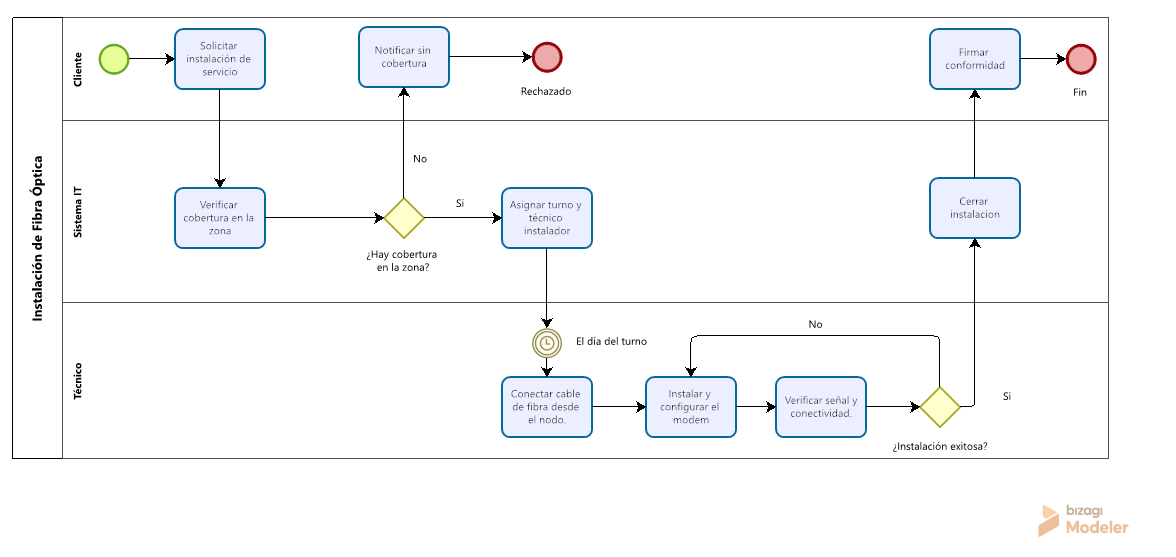 Instalación de Fibra Óptica
Cliente
Solicitar
instalación de
servicio
Notificar sin
cobertura
Rechazado
Firmar
conformidad
Fin
Sistema IT
Verificar
cobertura en la
zona
No
¿Hay cobertura
en la zona?
Si
Asignar turno y
técnico
instalador
Cerrar
instalacion
Técnico
El día del turno
Conectar cable
de fibra desde
el nodo.
Instalar y
configurar el
modem
Verificar señal y
conectividad.
No
¿Instalación exitosa?
Si
bizagi
Modeler